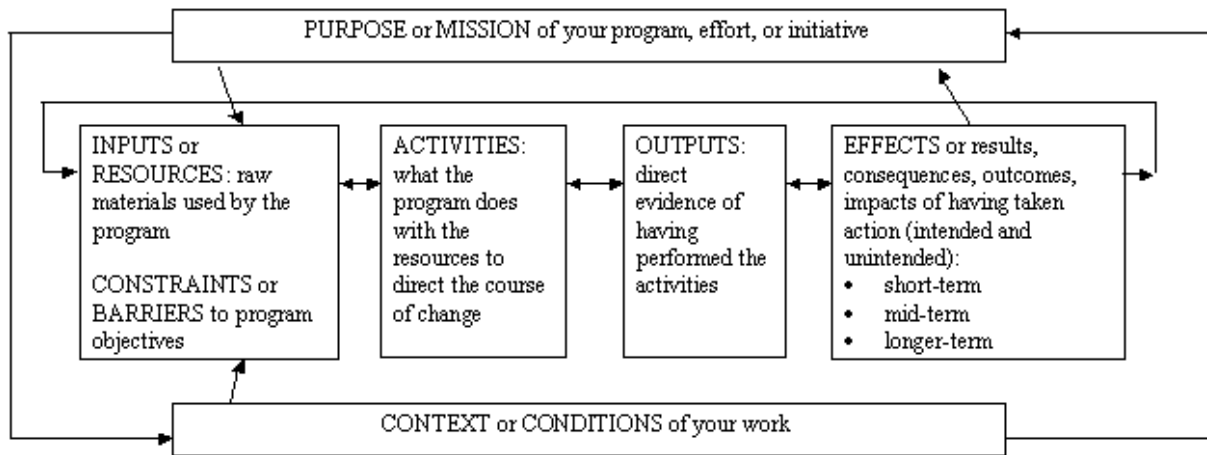 PURPOSE or MISSION of your program, effort, or initiative
INPUTS or
RESOURCES: raw
materials used by the
program
CONSTRAINTS or
BARRIERS to program
objectives
ACTIVITIES:
what the
program does
with the
resources to
direct the course
of change
OUTPUTS:
direct
evidence of
having
performed the
activities
EFFECTS or results,
consequences, outcomes,
impacts of having taken
action (intended and
unintended):
• short-term
• mid-term
• longer-term
CONTEXT or CONDITIONS of your work